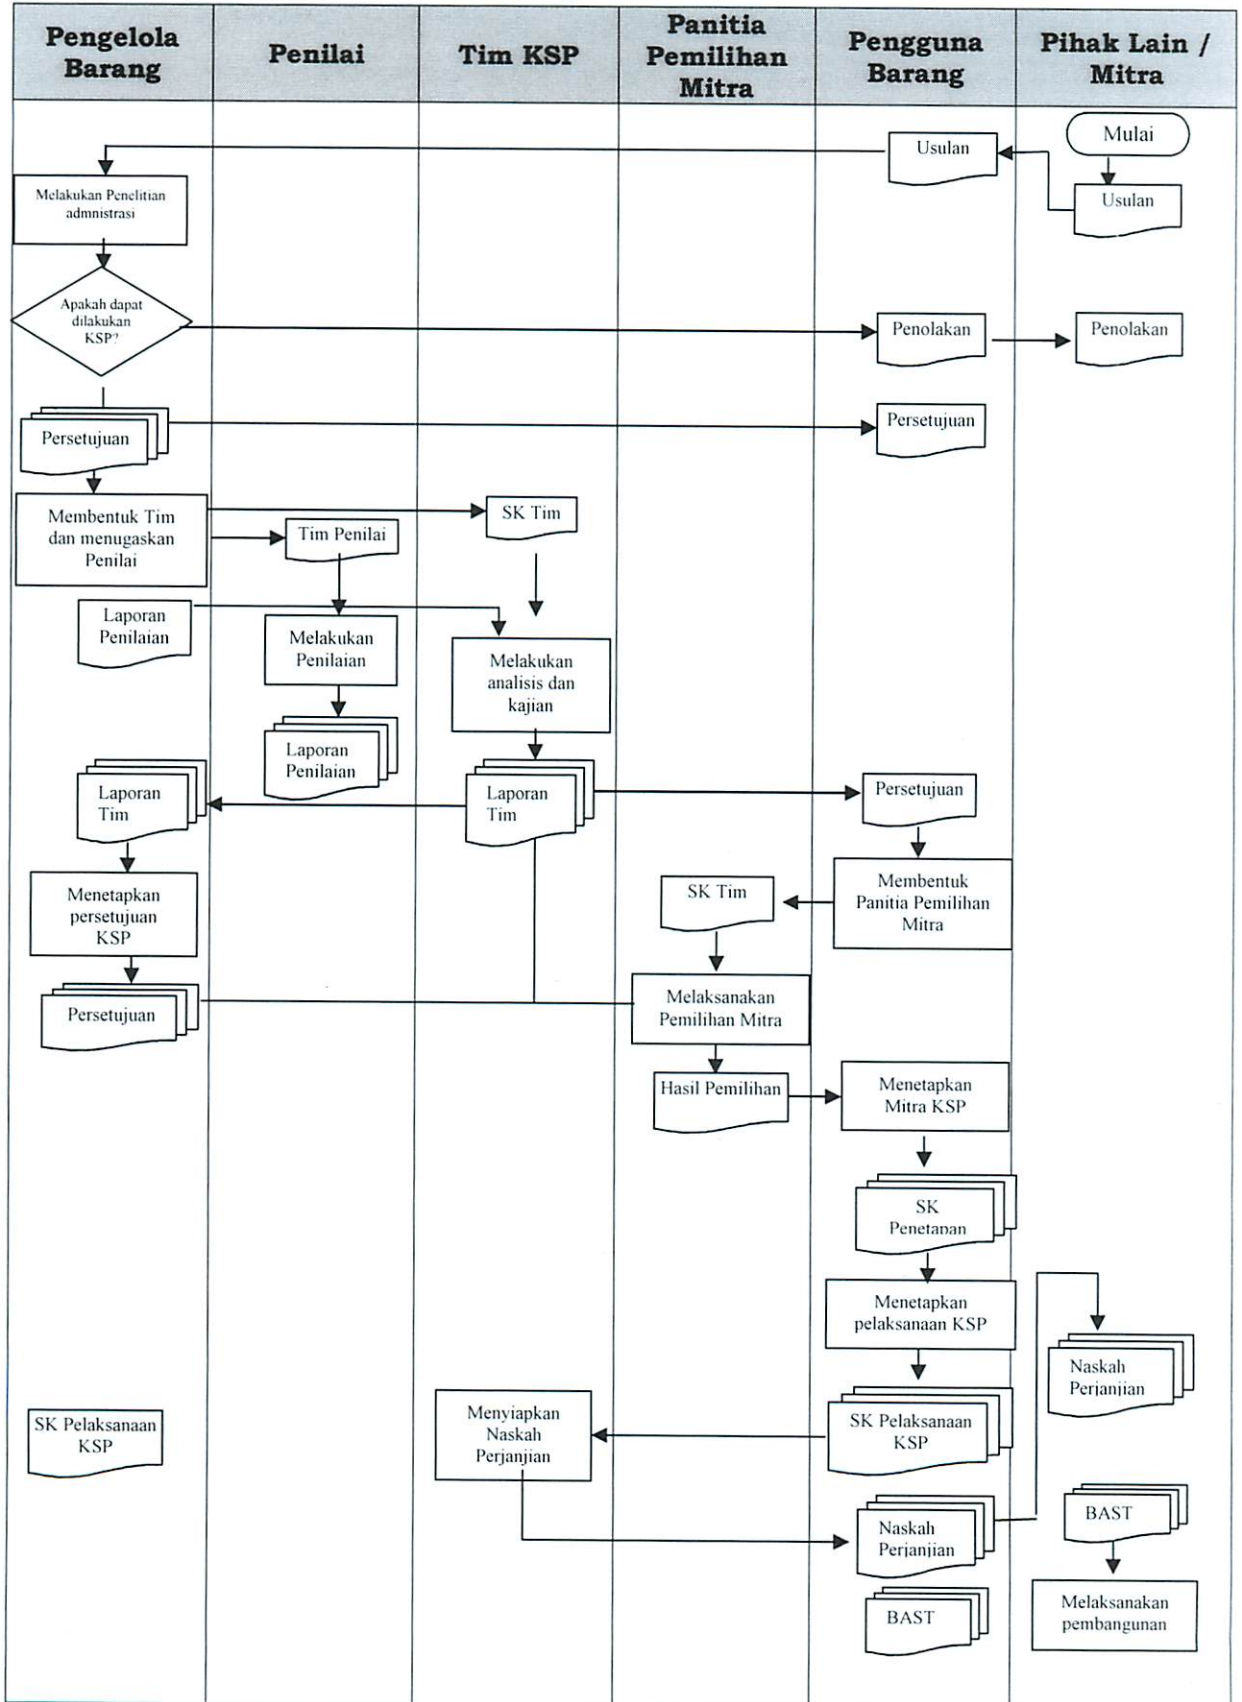 Pengelola
Barang
Penilai
Tim KSP
Panitia
Pemilihan
Mitra
Pengguna
Barang
Pihak Lain /
Mitra
Mulai
Usulan
Usulan
Melakukan Penelitian
admnistrasi
Apakah dapat
dilakukan
KSP?
Penolakan
Penolakan
Persetujuan
Persetujuan
Membentuk Tim
dan menugaskan
Penilai
Tim Penilai
SK Tim
Laporan
Penilaian
Melakukan
Penilaian
Melakukan
analisis dan
kajian
Laporan
Penilaian
Laporan
Tim
Laporan
Tim
Persetujuan
Menetapkan
persetujuan
KSP
SK Tim
Membentuk
Panitia Pemilihan
Mitra
Persetujuan
Melaksanakan
Pemilihan Mitra
Hasil Pemilihan
Menetapkan
Mitra KSP
SK
Penetapan
Menetapkan
pelaksanaan KSP
Naskah
Perjanjian
SK Pelaksanaan
KSP
Menyiapkan
Naskah
Perjanjian
SK Pelaksanaan
KSP
Naskah
Perjanjian
BAST
BAST
Melaksanakan
pembangunan